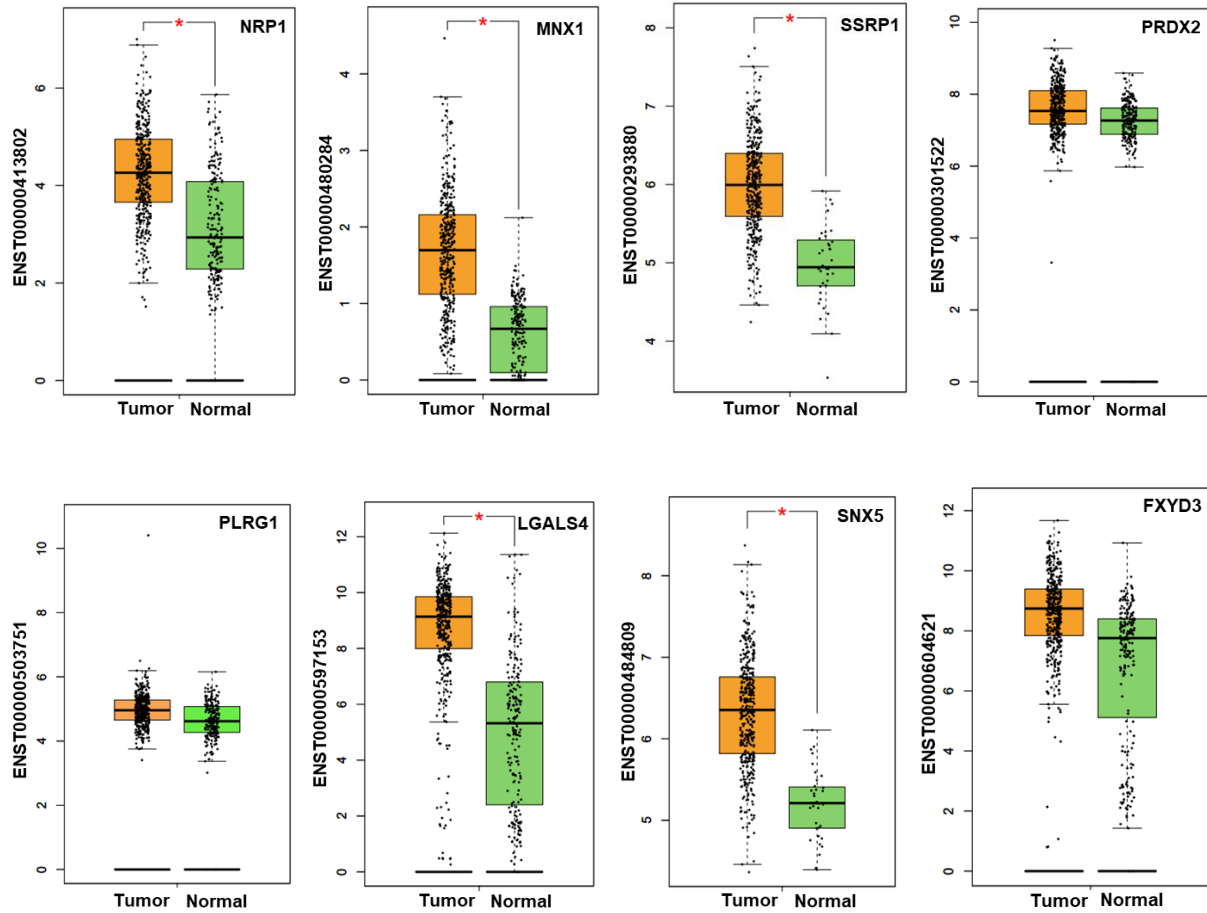 NRP1
*
ENST00000413802
6
4
2
0
Tumor Normal
MNX1
*
ENST00000480284
4
3
2
1
0
Tumor Normal
SSRP1
*
ENST00000293880
8
7
6
5
4
Tumor Normal
PRDX2
ENST00000301522
10
8
6
4
2
0
Tumor Normal
PLRG1
ENST00000503751
10
8
6
4
2
0
Tumor Normal
LGALS4
*
ENST00000597153
12
10
8
6
4
2
0
Tumor Normal
SNX5
*
ENST00000484809
8
7
6
5
Tumor Normal
FXYD3
ENST00000604621
12
10
8
6
4
2
0
Tumor Normal